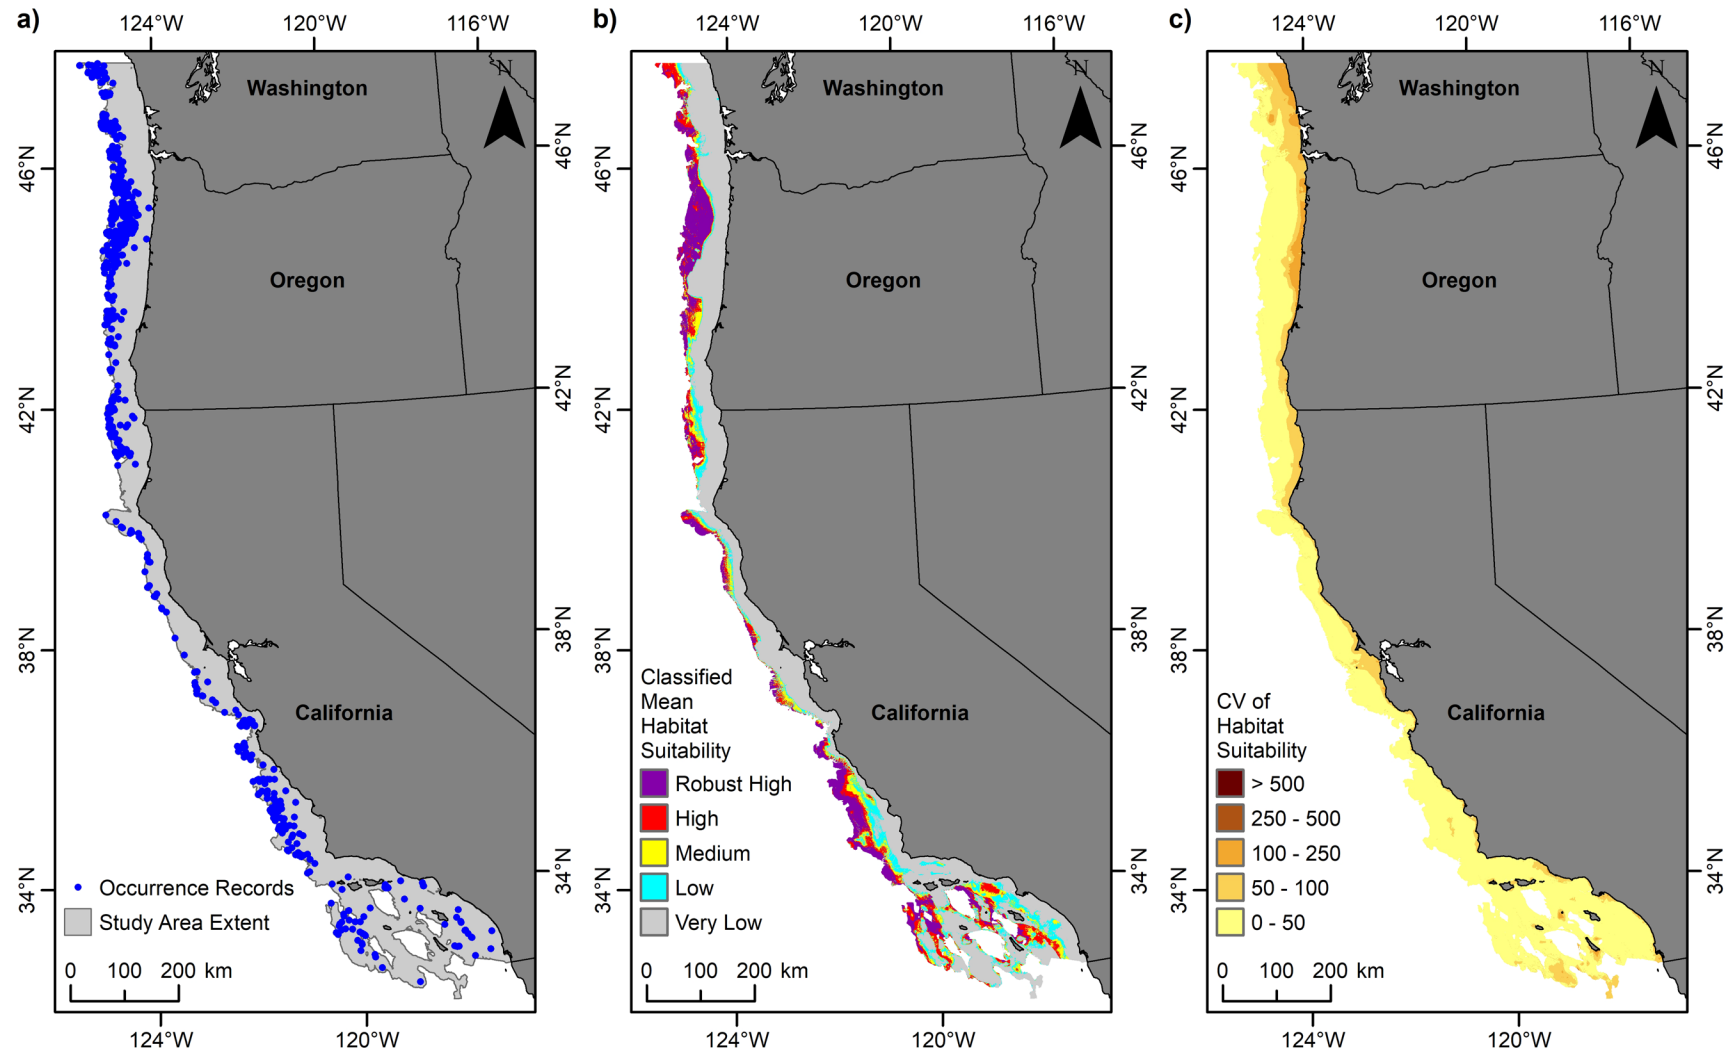 a)
124°W
120°W
116°W
N
Washington
Oregon
California
46°N
42°N
38°N
34°N
46°N
42°N
38°N
34°N
Occurrence Records
Study Area Extent
0 100 200 km
124°W
120°W
b)
124°W
120°W
116°W
N
Washington
Oregon
California
46°N
42°N
38°N
34°N
46°N
42°N
38°N
34°N
Classified
Mean
Habitat
Suitability
Robust High
High
Medium
Low
Very Low
0 100 200 km
124°W
120°W
c)
124°W
120°W
116°W
N
Washington
Oregon
California
46°N
42°N
38°N
34°N
46°N
42°N
38°N
34°N
CV of
Habitat
Suitability
> 500
250 - 500
100 - 250
50 - 100
0 - 50
0 100 200 km
124°W
120°W